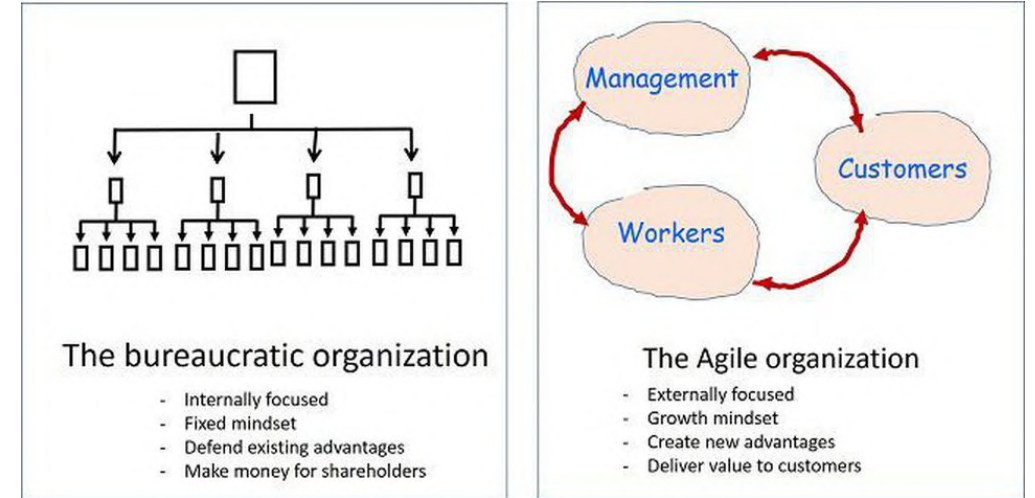 The bureaucratic organization
- Internally focused
- Fixed mindset
- Defend existing advantages
- Make money for shareholders
Management
Customers
Workers
The Agile organization
- Externally focused
- Growth mindset
- Create new advantages
- Deliver value to customers